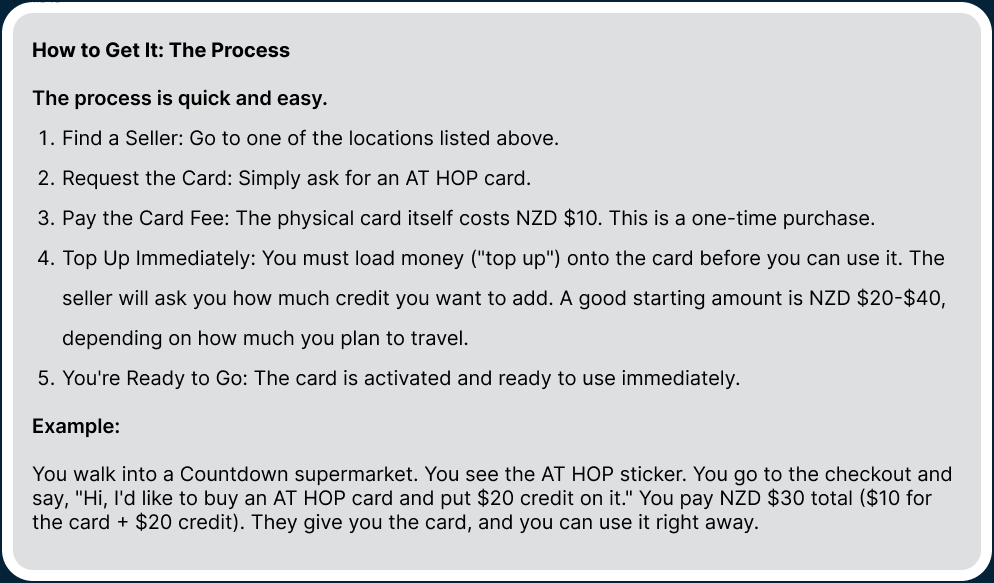 How to Get It: The Process
The process is quick and easy.
1. Find a Seller: Go to one of the locations listed above.
2. Request the Card: Simply ask for an AT HOP card.
3. Pay the Card Fee: The physical card itself costs NZD $10. This is a one-time purchase.
4. Top Up Immediately: You must load money ("top up") onto the card before you can use it. The
seller will ask you how much credit you want to add. A good starting amount is NZD $20-$40,
depending on how much you plan to travel.
5. You're Ready to Go: The card is activated and ready to use immediately.
Example:
You walk into a Countdown supermarket. You see the AT HOP sticker. You go to the checkout and
say, "Hi, I'd like to buy an AT HOP card and put $20 credit on it." You pay NZD $30 total ($10 for
the card + $20 credit). They give you the card, and you can use it right away.